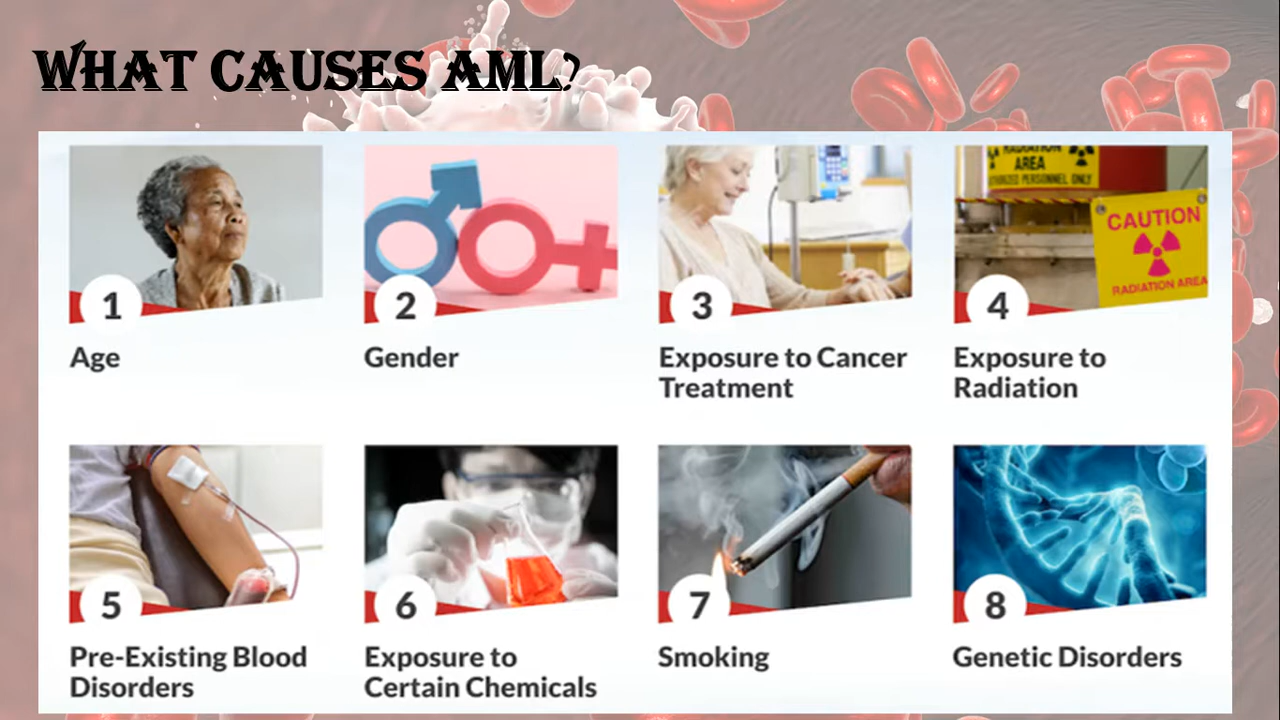 WHAT CAUSES AML?
RADIATION
AREA
PERSONNEL ONLY
CAUTION
RADIATION AREA
1
2
3
4
Age
Gender
Exposure to Cancer
Treatment
Exposure to
Radiation
5
6
7
8
Pre-Existing Blood
Disorders
Exposure to
Certain Chemicals
Smoking
Genetic Disorders